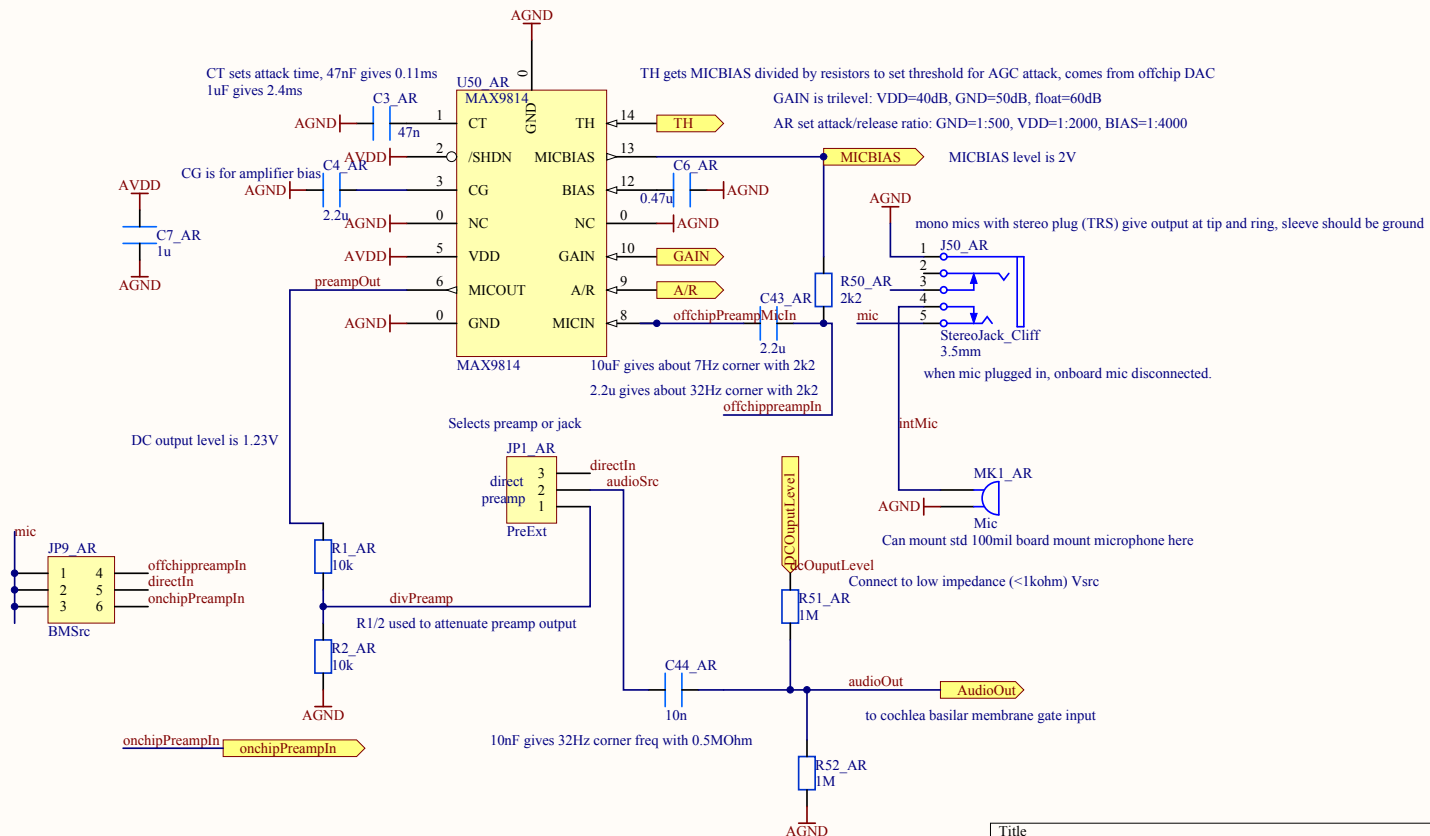 AGND
CT sets attack time, 47nF gives 0.11ms
1uF gives 2.4ms
U50_AR
MAX9814
TH gets MICBIAS divided by resistors to set threshold for AGC attack, comes from offchip DAC
GAIN is trilevel: VDD=40dB, GND=50dB, float=60dB
AR set attack/release ratio: GND=1:500, VDD=1:2000, BIAS=1:4000
0
GND
C3_AR
AGND
47n
1
CT
TH
14
TH
AVDD
2
/SHDN
MICBIAS
13
MICBIAS
MICBIAS level is 2V
CG is for amplifier bias
C4_AR
AGND
2.2u
3
CG
BIAS
12
C6_AR
0.47u
AGND
AGND
0
NC
NC
0
AGND
AVDD
C7_AR
1u
AGND
AVDD
5
VDD
GAIN
10
GAIN
preampOut
6
MICOUT
A/R
9
A/R
AGND
0
GND
MICIN
8
offchipPreampMicIn
C43_AR
2.2u
R50_AR
2k2
MAX9814
10uF gives about 7Hz corner with 2k2
2.2u gives about 32Hz corner with 2k2
offchippreampIn
AGND
mono mics with stereo plug (TRS) give output at tip and ring, sleeve should be ground
J50_AR
1
2
3
4
5
mic
StereoJack_Cliff
3.5mm
when mic plugged in, onboard mic disconnected.
intMic
MK1_AR
AGND
Mic
Can mount std 100mil board mount microphone here
DC output level is 1.23V
Selects preamp or jack
JP1_AR
3
directIn
direct
2
audioSrc
preamp
1
PreExt
DCOuputLevel
dcOuputLevel
Connect to low impedance (<1kohm) Vsrc
R51_AR
1M
mic
JP9_AR
1 4
offchippreampIn
2 5
directIn
3 6
onchipPreampIn
BMSrc
R1_AR
10k
divPreamp
R1/2 used to attenuate preamp output
R2_AR
10k
AGND
C44_AR
10n
audioOut
AudioOut
to cochlea basilar membrane gate input
10nF gives 32Hz corner freq with 0.5MOhm
onchipPreampIn
onchipPreampIn
R52_AR
1M
AGND
Title